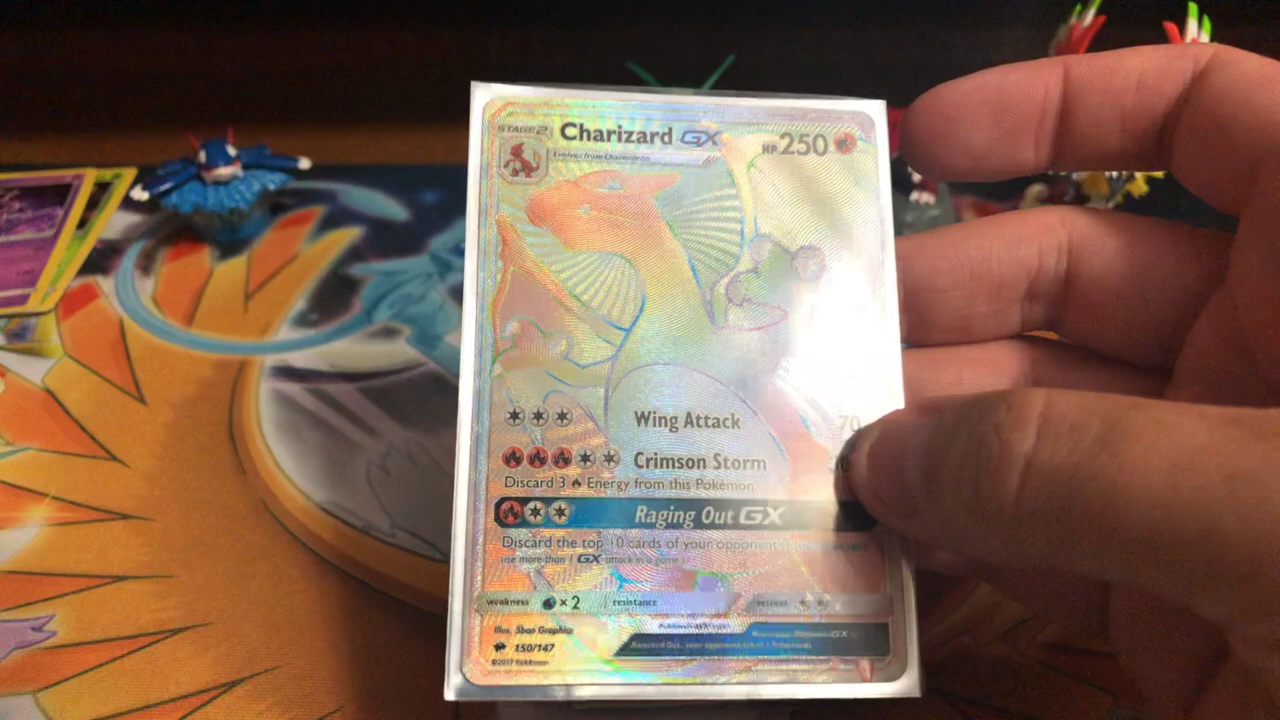 STAGE 2 Charizard GX HP 250
Evolves from Charmeleon
Wing Attack 70
Crimson Storm
Discard 3 Energy from this Pokémon.
Raging Out GX
Discard the top 10 cards of your opponent's
use more than 1 GX attack in a game.)
weakness × 2 resistance retreat
Illus. 5ban Graphics
150/147
©2017 Pokémon